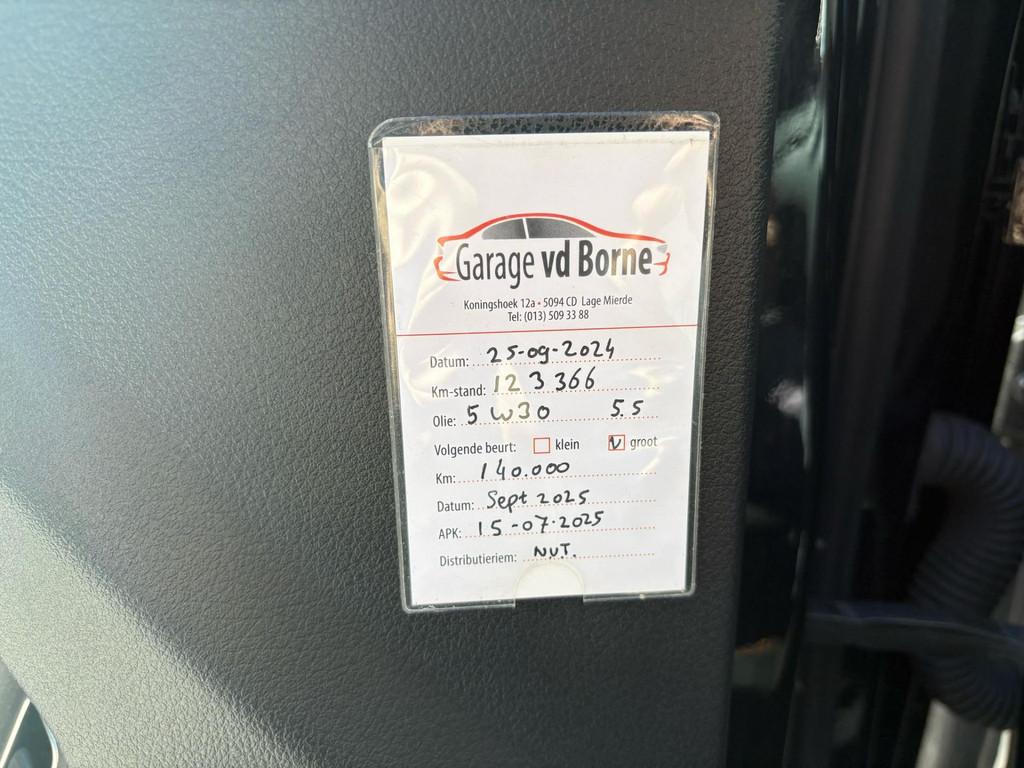 Garage vd Borne
Koningshoek 12a • 5094 CD Lage Mierde
Tel: (013) 509 33 88
Datum: 25-09-2024
Km-stand: 123366
Olie: 5W30 5.5
Volgende beurt: klein groot
Km: 140.000
Datum: Sept 2025
APK: 15-07-2025
Distributieriem: NVT.